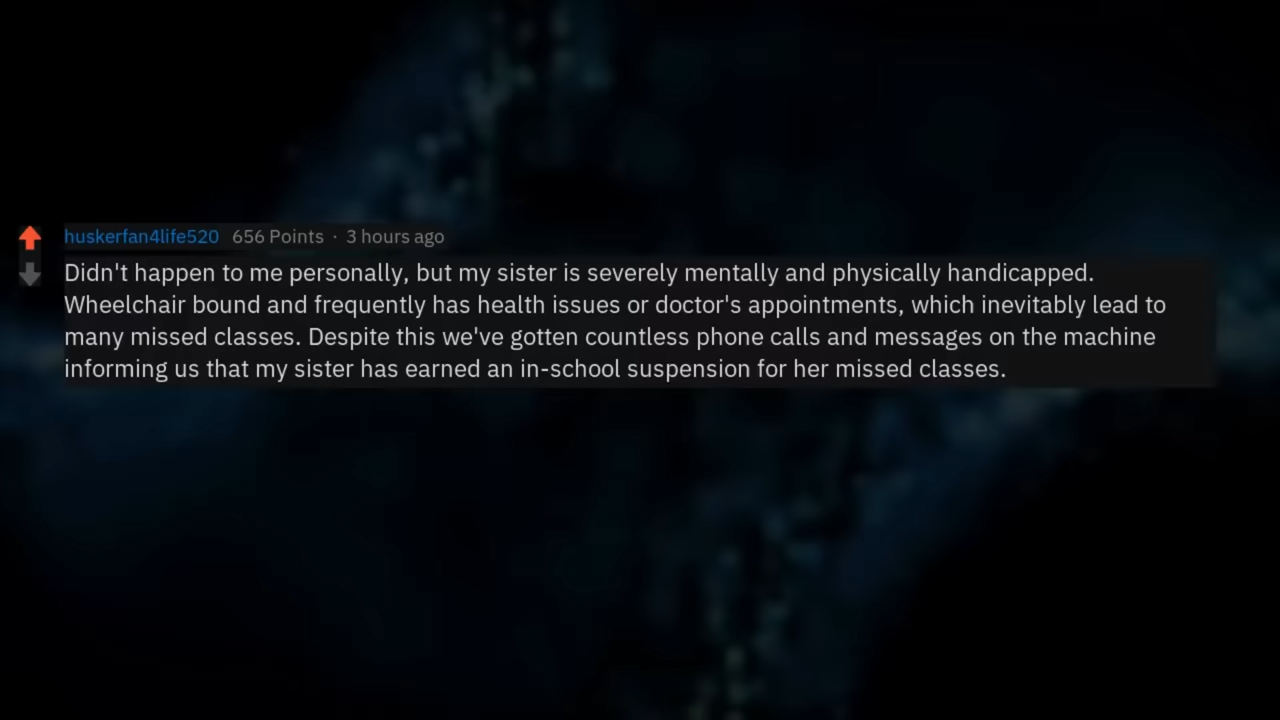 huskerfan4life520 656 Points · 3 hours ago
Didn't happen to me personally, but my sister is severely mentally and physically handicapped.
Wheelchair bound and frequently has health issues or doctor's appointments, which inevitably lead to
many missed classes. Despite this we've gotten countless phone calls and messages on the machine
informing us that my sister has earned an in-school suspension for her missed classes.